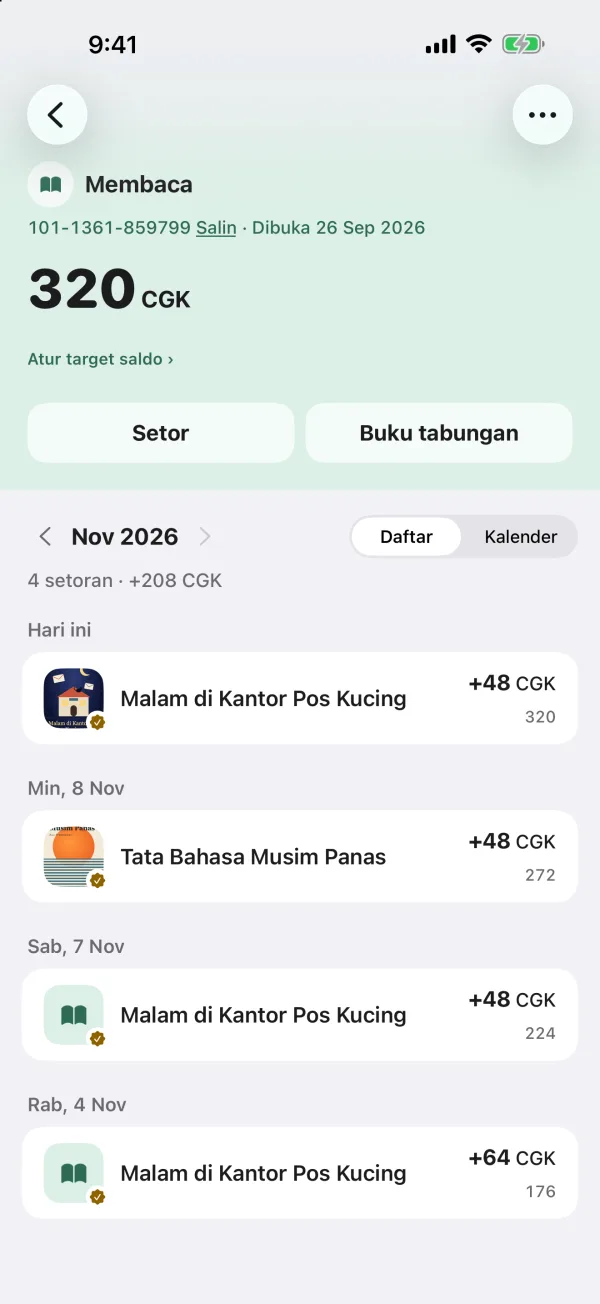 9:41
Membaca
101-1361-859799 Salin · Dibuka 26 Sep 2026
320 CGK
Atur target saldo ›
Setor
Buku tabungan
Nov 2026
Daftar
Kalender
4 setoran · +208 CGK
Hari ini
Malam di Kantor Pos Kucing
+48 CGK
320
Min, 8 Nov
Musim Panas
Tata Bahasa Musim Panas
+48 CGK
272
Sab, 7 Nov
Malam di Kantor Pos Kucing
+48 CGK
224
Rab, 4 Nov
Malam di Kantor Pos Kucing
+64 CGK
176